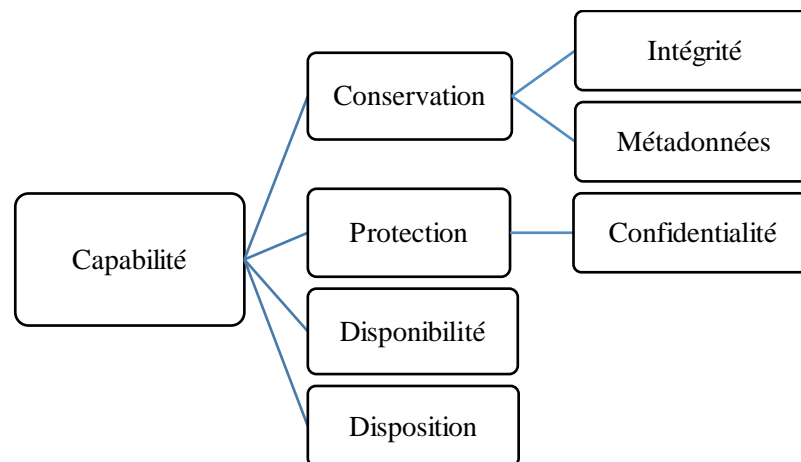 Capabilité
Conservation
Intégrité
Métadonnées
Protection
Confidentialité
Disponibilité
Disposition